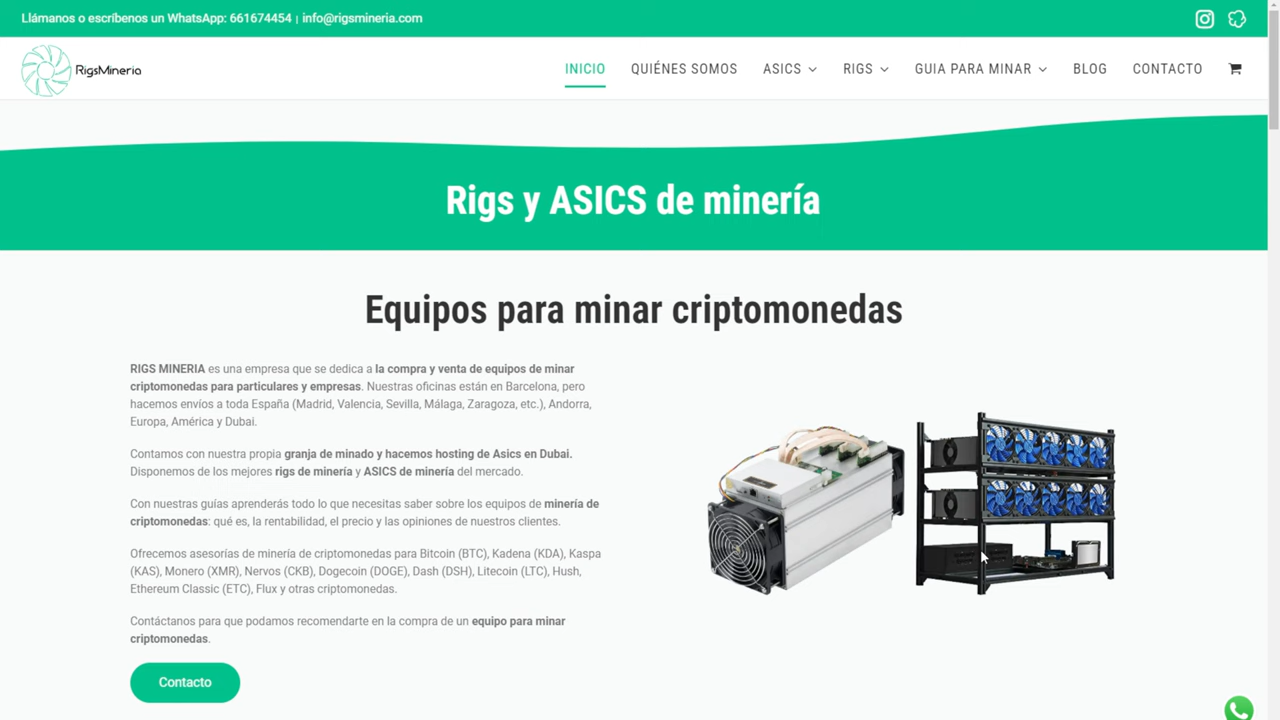 Llámanos o escríbenos un WhatsApp: 661674454 | info@rigsmineria.com
RigsMineria
INICIO QUIÉNES SOMOS ASICS RIGS GUIA PARA MINAR BLOG CONTACTO
Rigs y ASICS de minería
Equipos para minar criptomonedas
RIGS MINERIA es una empresa que se dedica a la compra y venta de equipos de minar
criptomonedas para particulares y empresas. Nuestras oficinas están en Barcelona, pero
hacemos envíos a toda España (Madrid, Valencia, Sevilla, Málaga, Zaragoza, etc.), Andorra,
Europa, América y Dubai.
Contamos con nuestra propia granja de minado y hacemos hosting de Asics en Dubai.
Disponemos de los mejores rigs de minería y ASICS de minería del mercado.
Con nuestras guías aprenderás todo lo que necesitas saber sobre los equipos de minería de
criptomonedas: qué es, la rentabilidad, el precio y las opiniones de nuestros clientes.
Ofrecemos asesorías de minería de criptomonedas para Bitcoin (BTC), Kadena (KDA), Kaspa
(KAS), Monero (XMR), Nervos (CKB), Dogecoin (DOGE), Dash (DSH), Litecoin (LTC), Hush,
Ethereum Classic (ETC), Flux y otras criptomonedas.
Contáctanos para que podamos recomendarte en la compra de un equipo para minar
criptomonedas.
Contacto